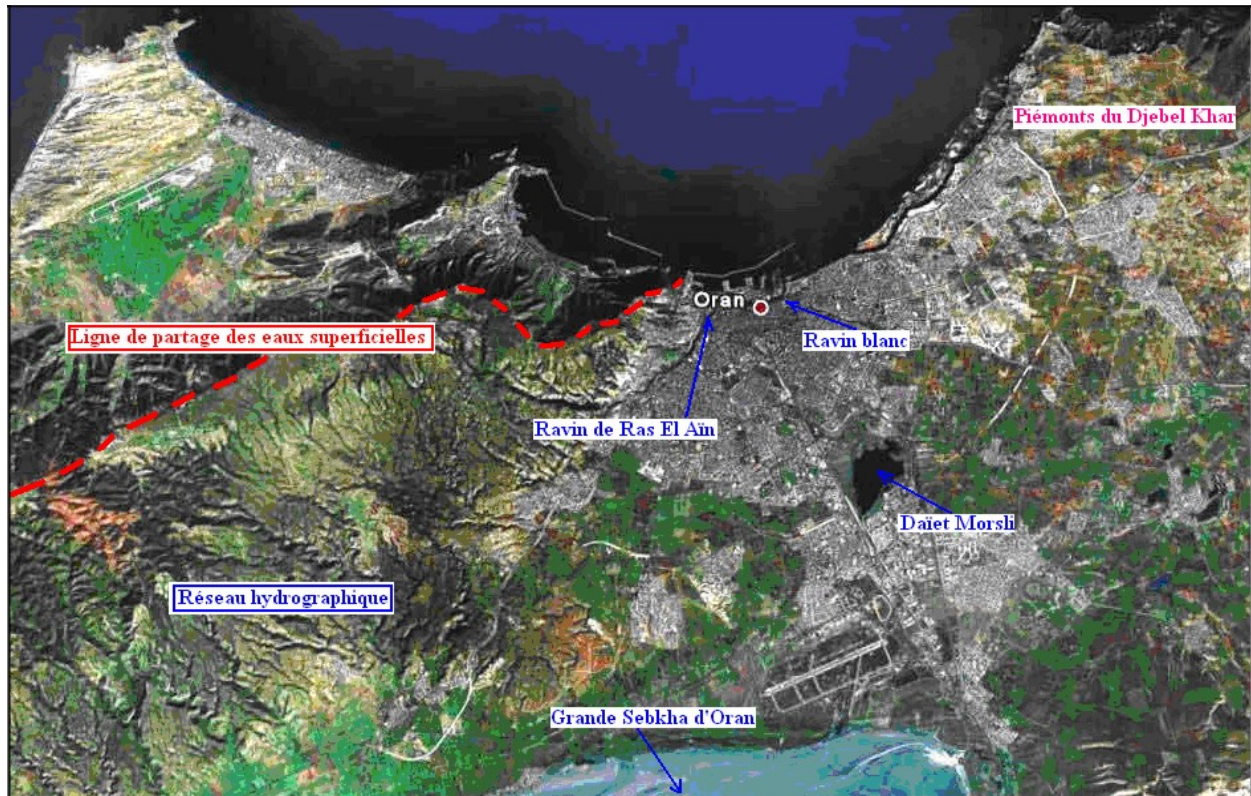 Piémonts du Djebel Khar
Oran
Ligne de partage des eaux superficielles
Ravin blanc
Ravin de Ras El Aïn
Daïet Morsli
Réseau hydrographique
Grande Sebkha d'Oran